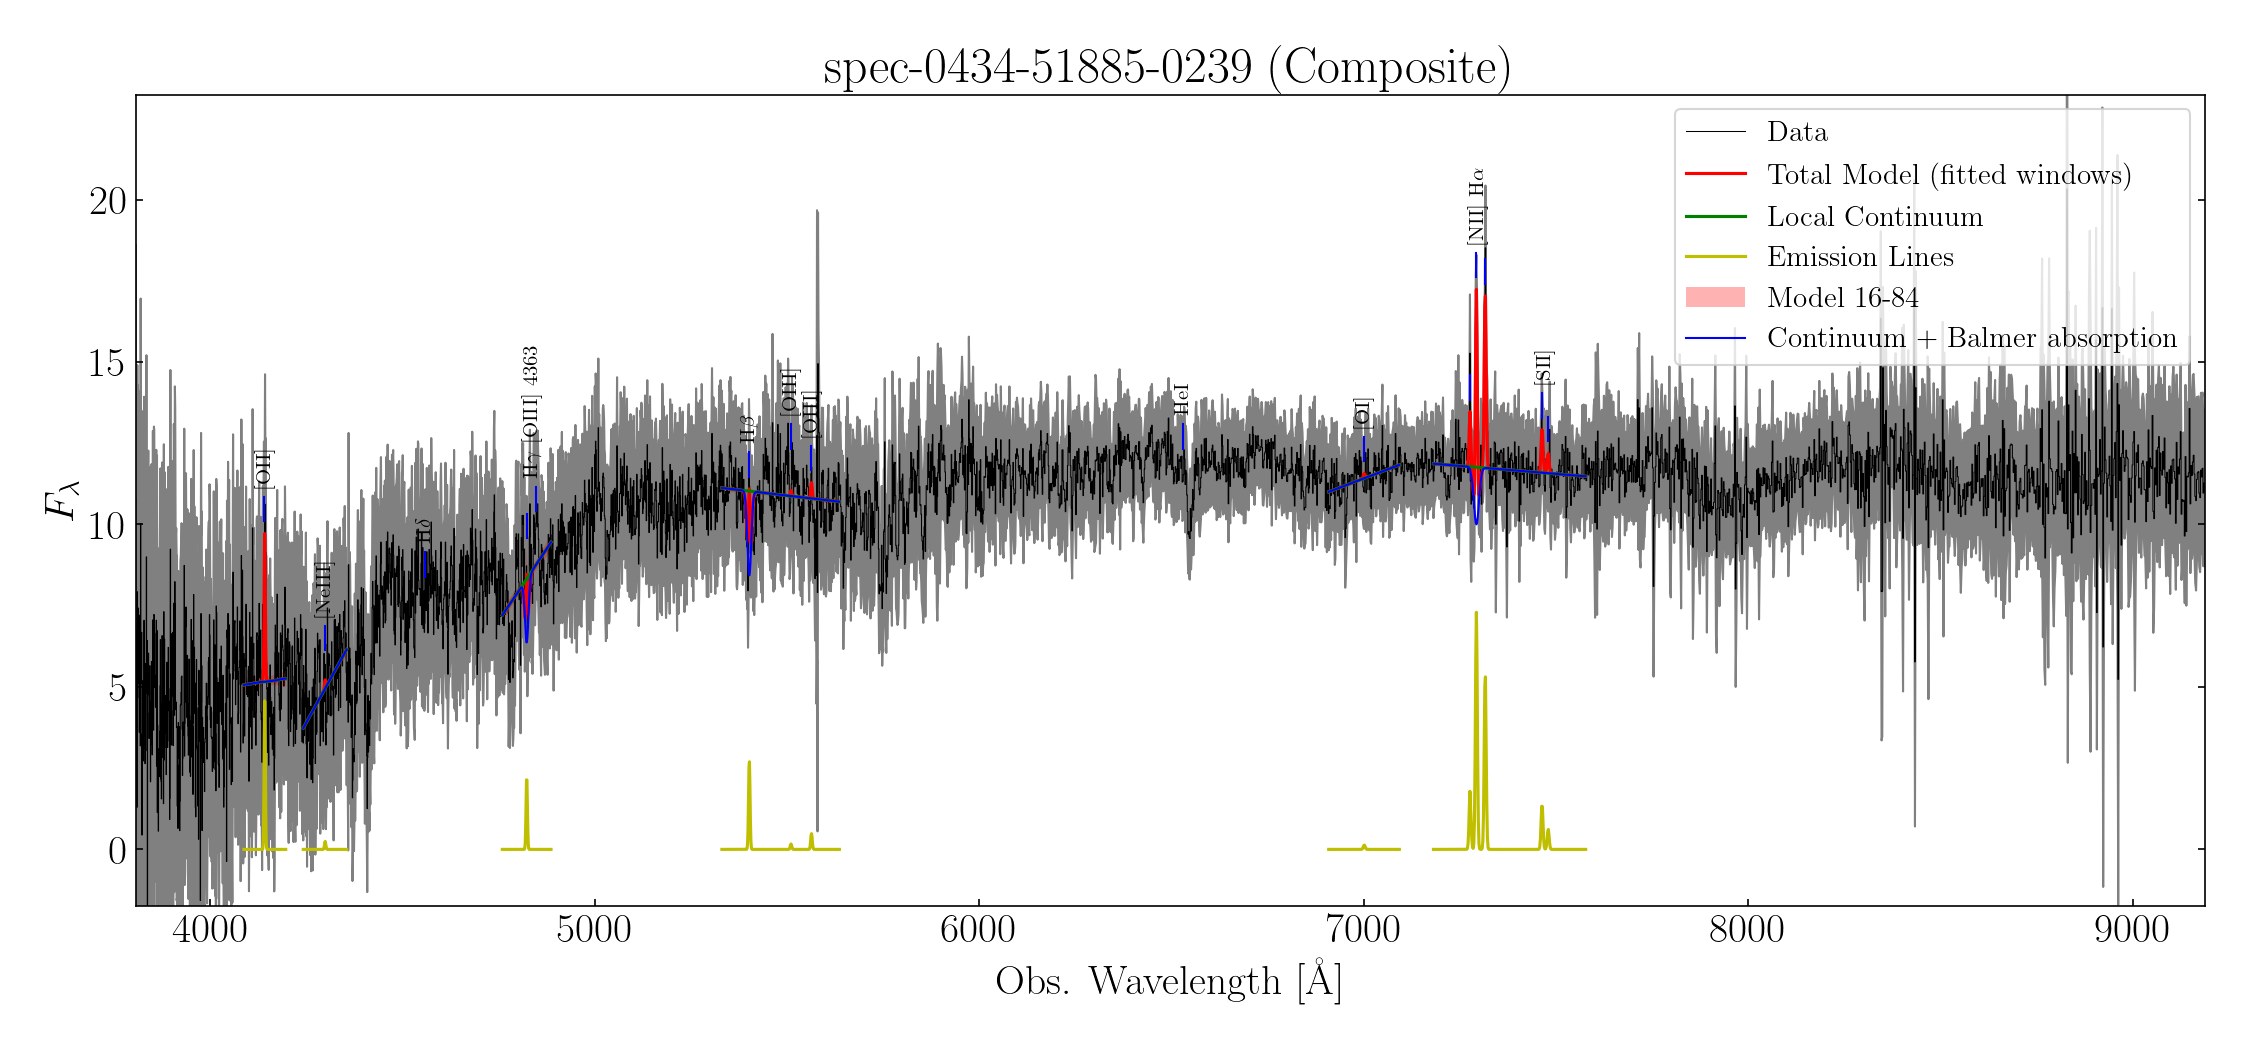 spec-0434-51885-0239 (Composite)
Data
Total Model (fitted windows)
Local Continuum
Emission Lines
Model 16-84
Continuum + Balmer absorption
[OII]
[NeIII]
Hδ
Hγ
[OIII] 4363
Hβ
[OIII]
[OIII]
HeI
[OI]
[NII] Hα
[SII]
20
15
10
5
0
F_λ
4000
5000
6000
7000
8000
9000
Obs. Wavelength [Å]